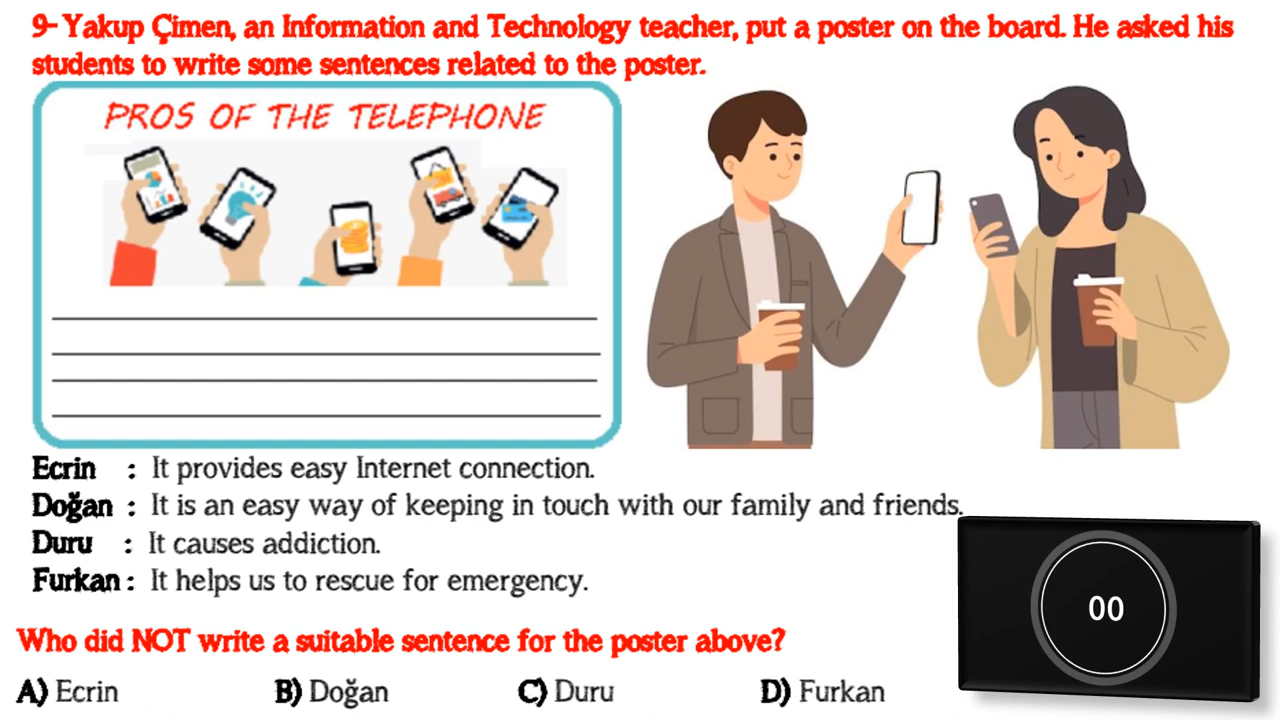 9- Yakup Çimen, an Information and Technology teacher, put a poster on the board. He asked his
students to write some sentences related to the poster.
PROS OF THE TELEPHONE
Ecrin : It provides easy Internet connection.
Doğan : It is an easy way of keeping in touch with our family and friends.
Duru : It causes addiction.
Furkan : It helps us to rescue for emergency.
00
Who did NOT write a suitable sentence for the poster above?
A) Ecrin B) Doğan C) Duru D) Furkan